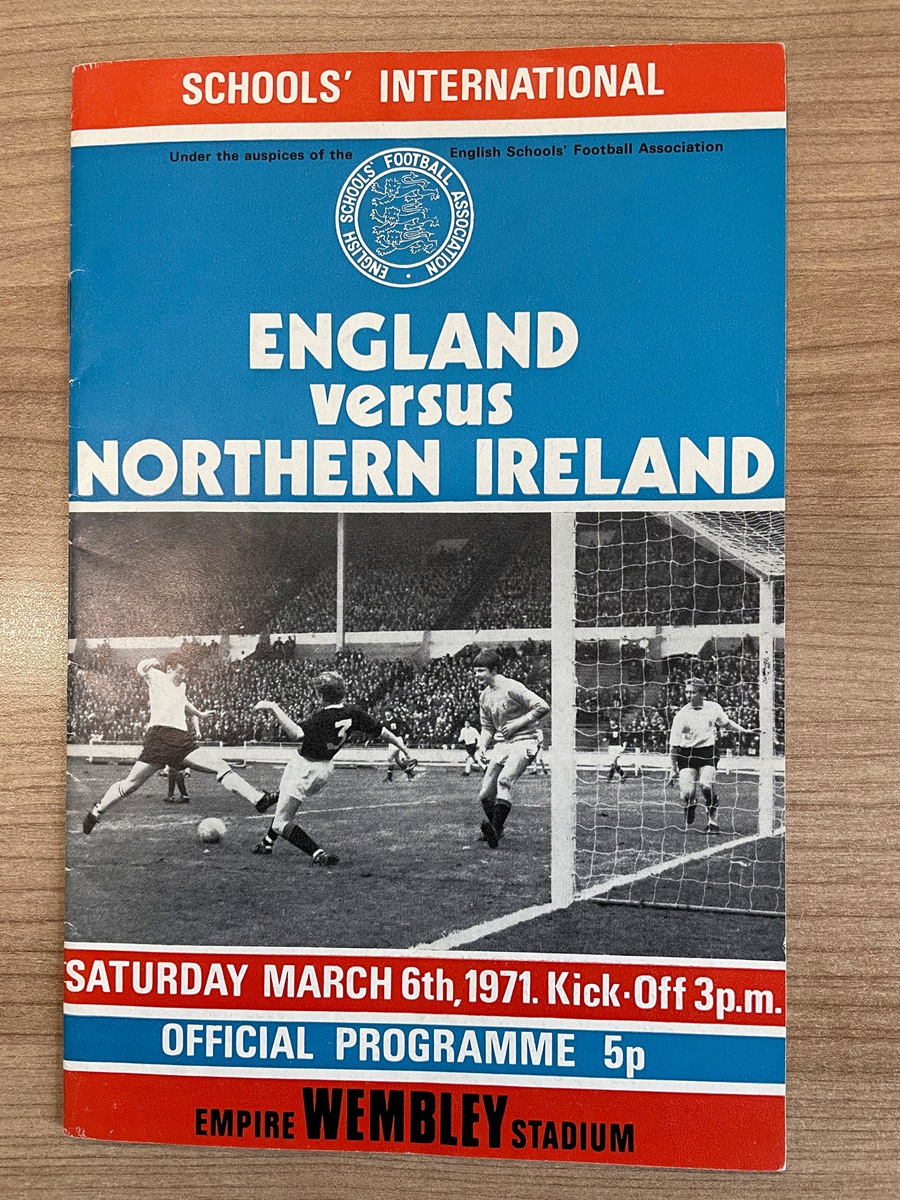 SCHOOLS' INTERNATIONAL
Under the auspices of the English Schools' Football Association
ENGLISH SCHOOLS' FOOTBALL ASSOCIATION
ENGLAND
versus
NORTHERN IRELAND
3
SATURDAY MARCH 6th, 1971. Kick-Off 3p.m.
OFFICIAL PROGRAMME 5p
EMPIRE WEMBLEY STADIUM